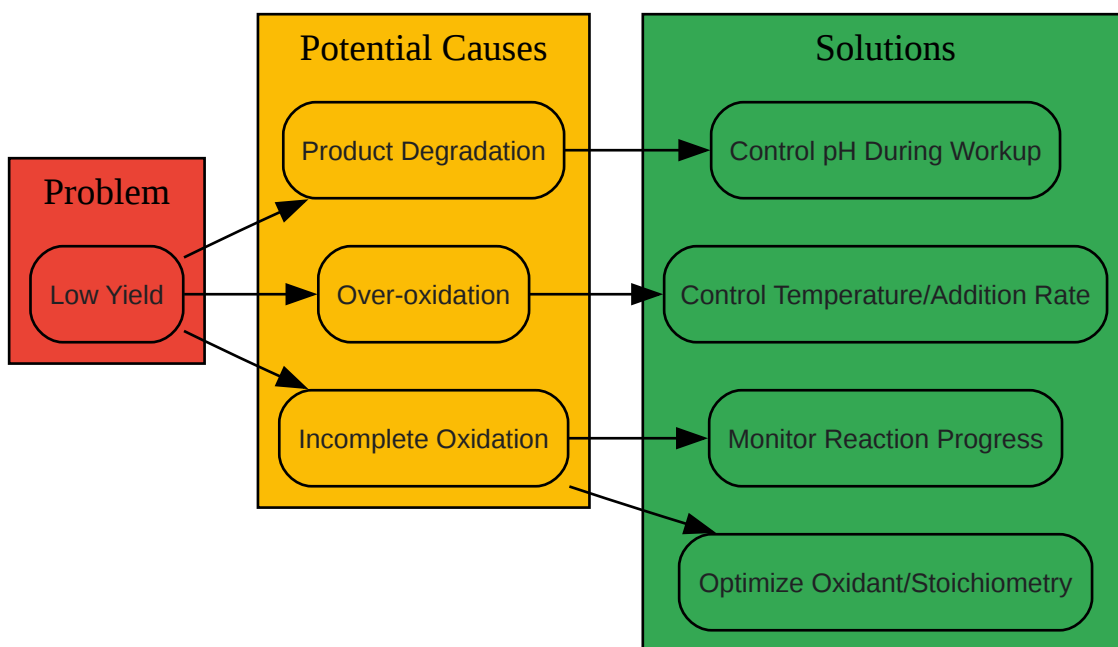 Problem
Low Yield
Potential Causes
Product Degradation
Over-oxidation
Incomplete Oxidation
Solutions
Control pH During Workup
Control Temperature/Addition Rate
Monitor Reaction Progress
Optimize Oxidant/Stoichiometry